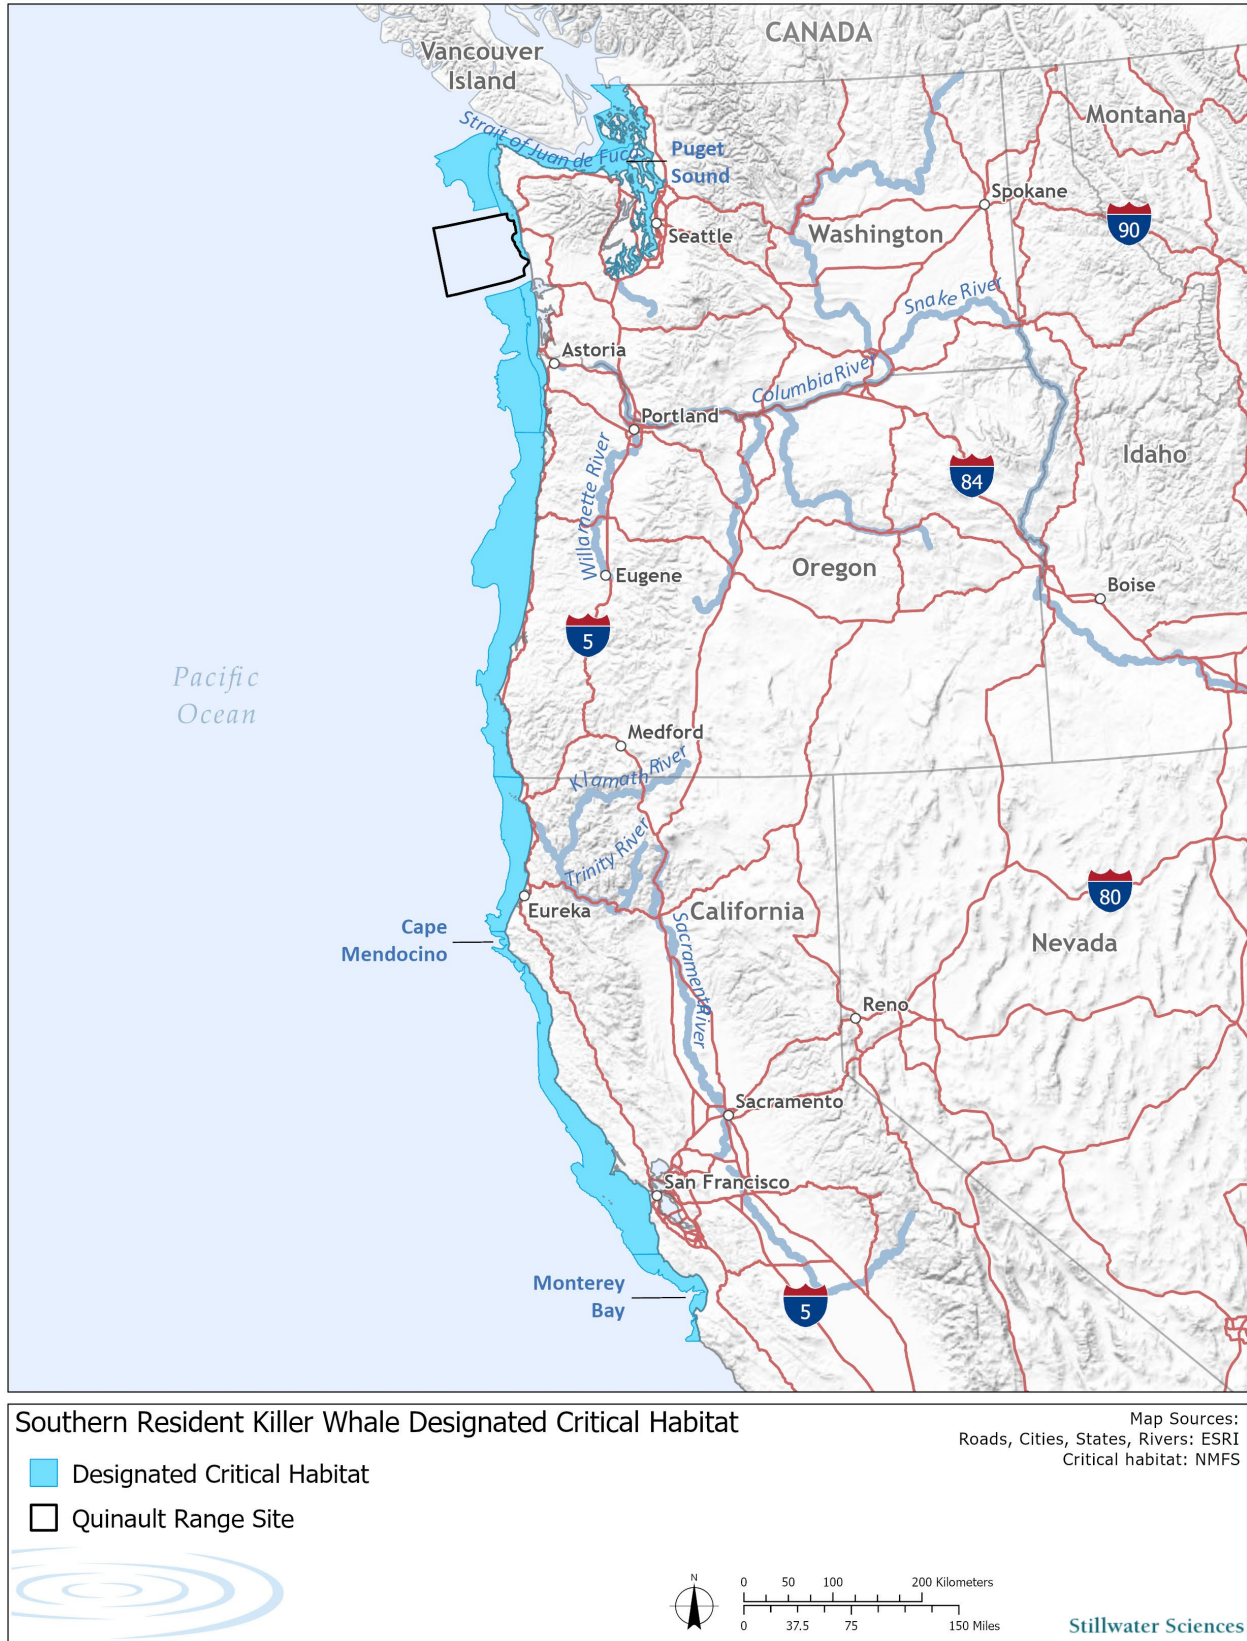 CANADA
Vancouver
Island
Montana
Strait of Juan de Fuca
Puget
Sound
Spokane
90
Seattle
Washington
Snake River
Astoria
Columbia River
Portland
Idaho
Willamette River
84
Oregon
Eugene
Boise
5
Pacific
Ocean
Medford
Klamath River
Trinity River
80
Eureka
California
Cape
Mendocino
Sacrament River
Nevada
Reno
Sacramento
San Francisco
Monterey
Bay
5
Southern Resident Killer Whale Designated Critical Habitat
Designated Critical Habitat
Quinault Range Site
Map Sources:
Roads, Cities, States, Rivers: ESRI
Critical habitat: NMFS
N
0 50 100 200 Kilometers
0 37.5 75 150 Miles
Stillwater Sciences